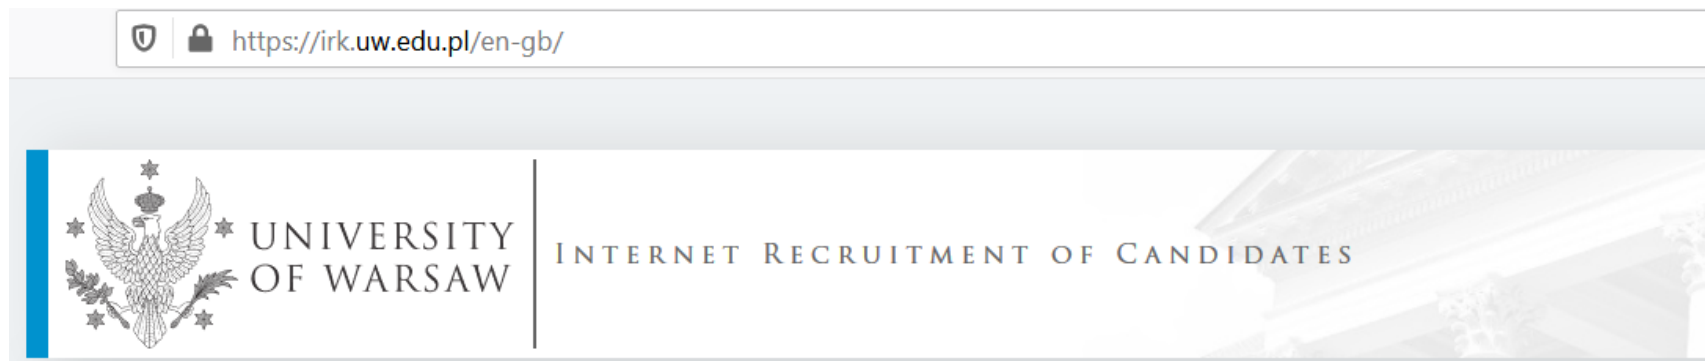 https://irk.uw.edu.pl/en-gb/
UNIVERSITY
OF WARSAW
INTERNET RECRUITMENT OF CANDIDATES